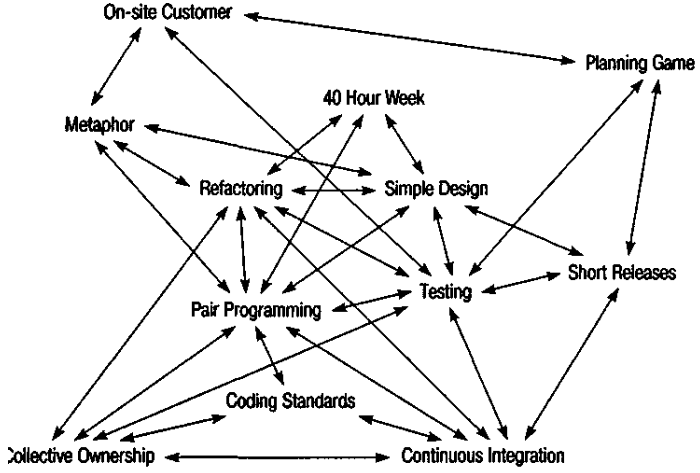 On-site Customer
Planning Game
40 Hour Week
Metaphor
Refactoring
Simple Design
Short Releases
Testing
Pair Programming
Coding Standards
Collective Ownership
Continuous Integration